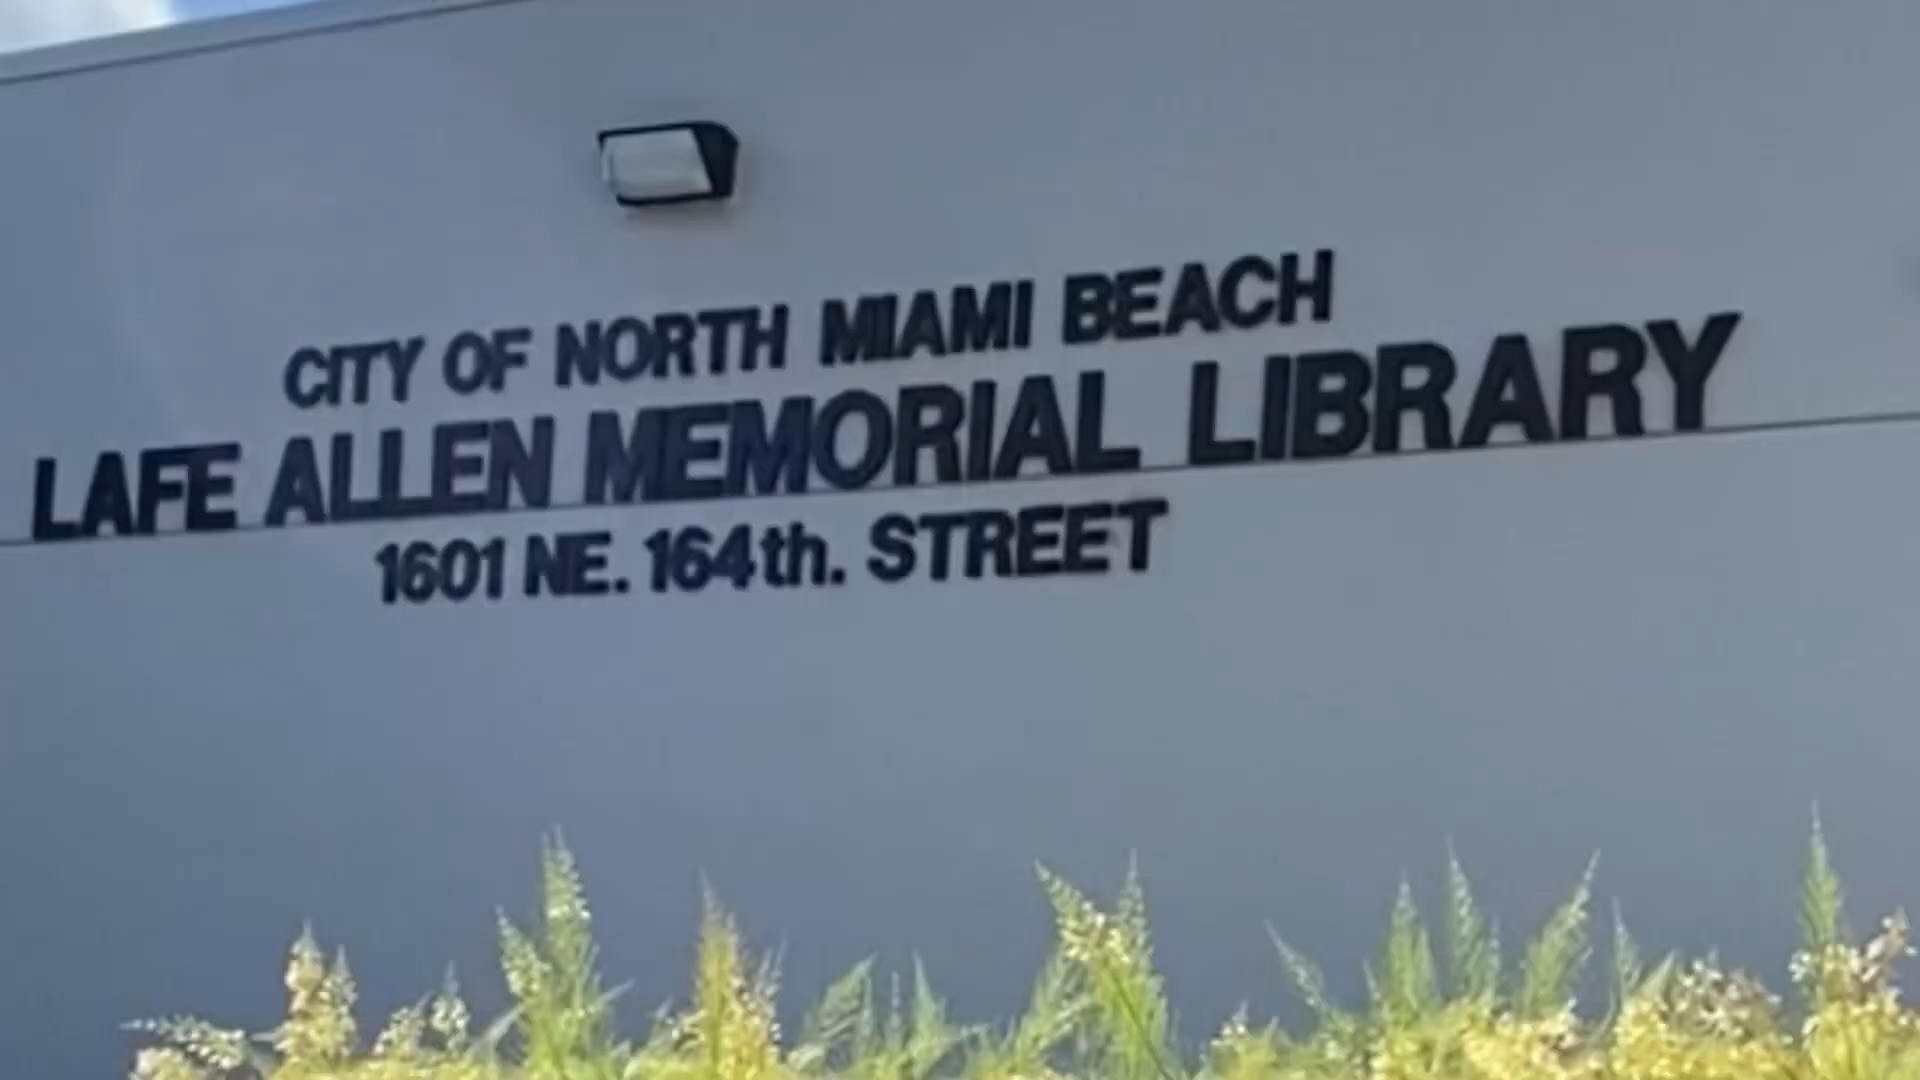 CITY OF NORTH MIAMI BEACH
LAFE ALLEN MEMORIAL LIBRARY
1601 NE. 164th. STREET